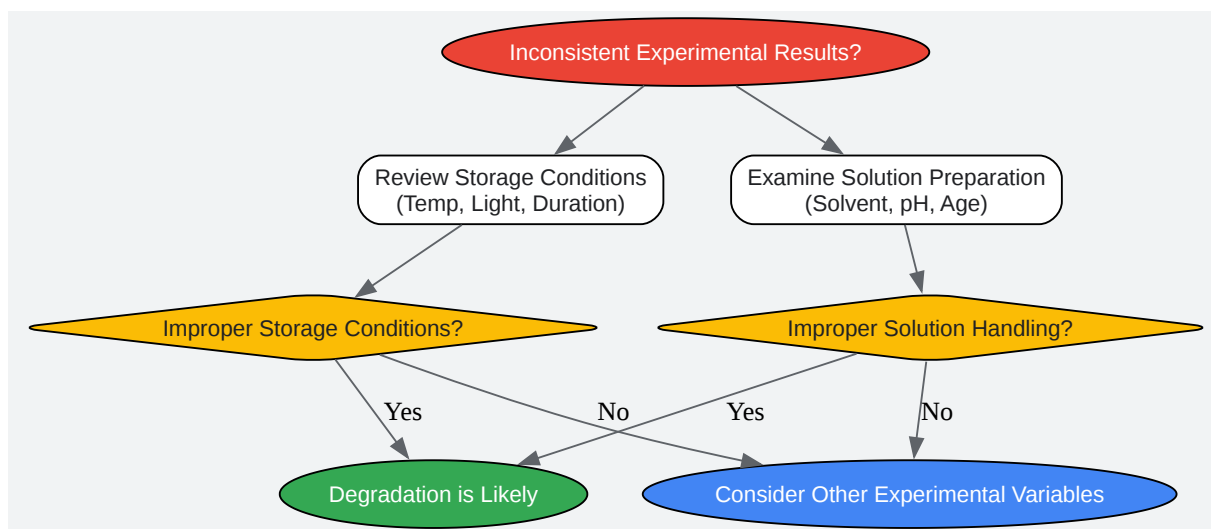 Inconsistent Experimental Results?
Review Storage Conditions
(Temp, Light, Duration)
Examine Solution Preparation
(Solvent, pH, Age)
Improper Storage Conditions?
Improper Solution Handling?
Yes
No
Yes
No
Degradation is Likely
Consider Other Experimental Variables